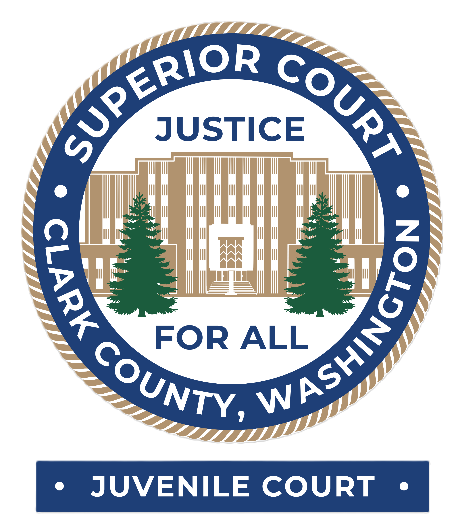 SUPERIOR COURT
JUSTICE
FOR ALL
CLARK COUNTY, WASHINGTON
• JUVENILE COURT •